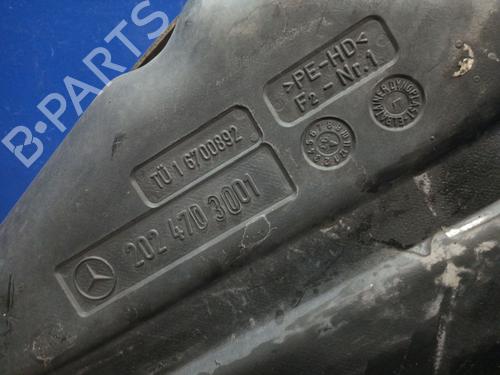 B-PARTS
>PE-HD<
F2 - Nr.1
TÜ 1 6700892
202 470 3001